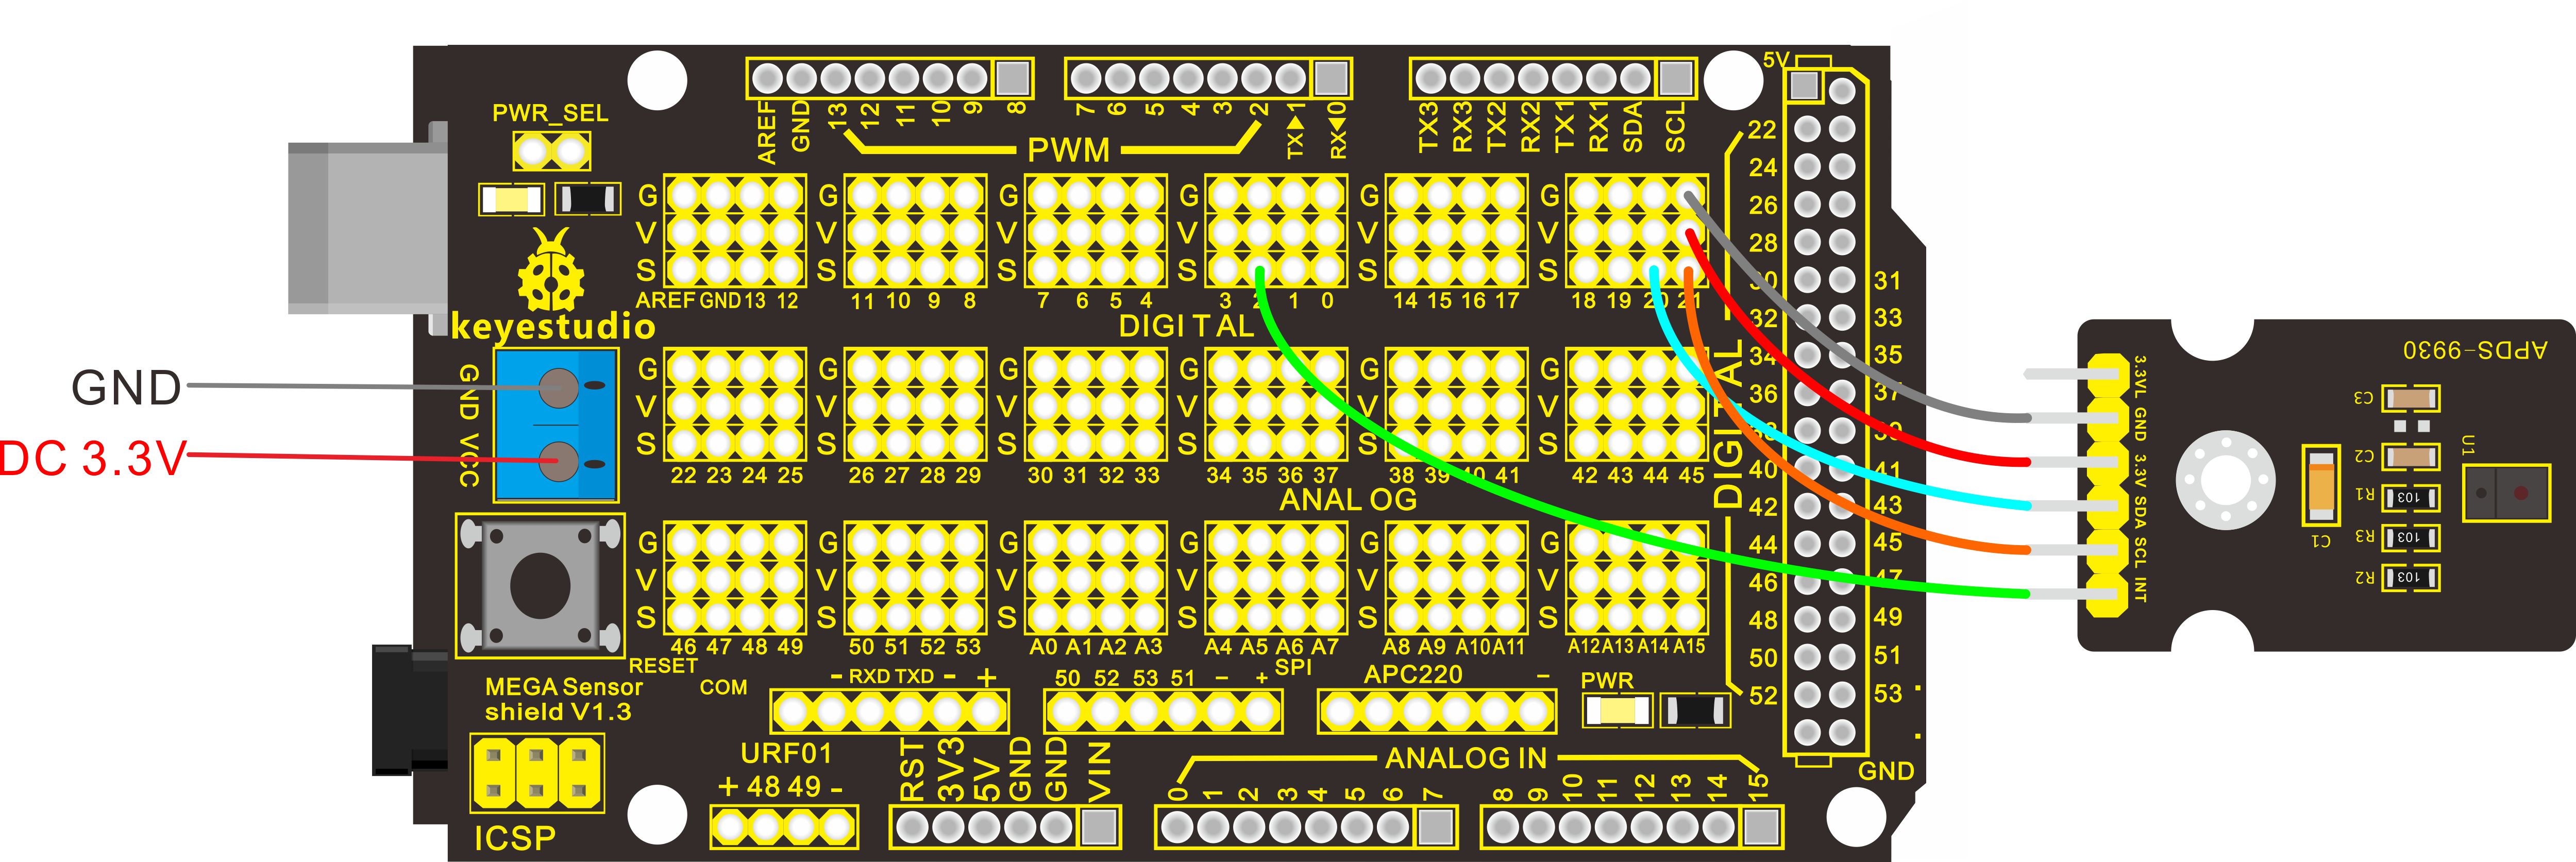 5V
PWR_SEL
AREF GND 13 12 11 10 9 8
7 6 5 4 3 2 TX▶1 RX◀0
TX3 RX3 TX2 RX2 TX1 RX1 SDA SCL
PWM
22
24
26
28
30 31
32 33
34 35
36 37
38 39
40 41
42 43
44 45
46 47
48 49
50 51
52 53
GND
DIGITAL
G G G G G G
V V V V V V
S S S S S S
AREF GND 13 12 11 10 9 8 7 6 5 4 3 2 1 0 14 15 16 17 18 19 20 21
keyestudio
DIGITAL
GND
DC 3.3V
GND VCC
G G G G G G
V V V V V V
S S S S S S
22 23 24 25 26 27 28 29 30 31 32 33 34 35 36 37 38 39 40 41 42 43 44 45
ANALOG
G G G G G G
V V V V V V
S S S S S S
46 47 48 49 50 51 52 53 A0 A1 A2 A3 A4 A5 A6 A7 A8 A9 A10 A11 A12 A13 A14 A15
RESET
MEGA Sensor
shield V1.3
COM
- RXD TXD - +
50 52 53 51 - +
SPI
APC220 -
PWR
URF01
+ 48 49 -
RST 3V3 5V GND GND VIN
ANALOG IN
0 1 2 3 4 5 6 7
8 9 10 11 12 13 14 15
ICSP
APDS-9930
3.3VL GND 3.3V SDA SCL INT
C3
C2
R1 103
R3 103
R2 103
C1
U1